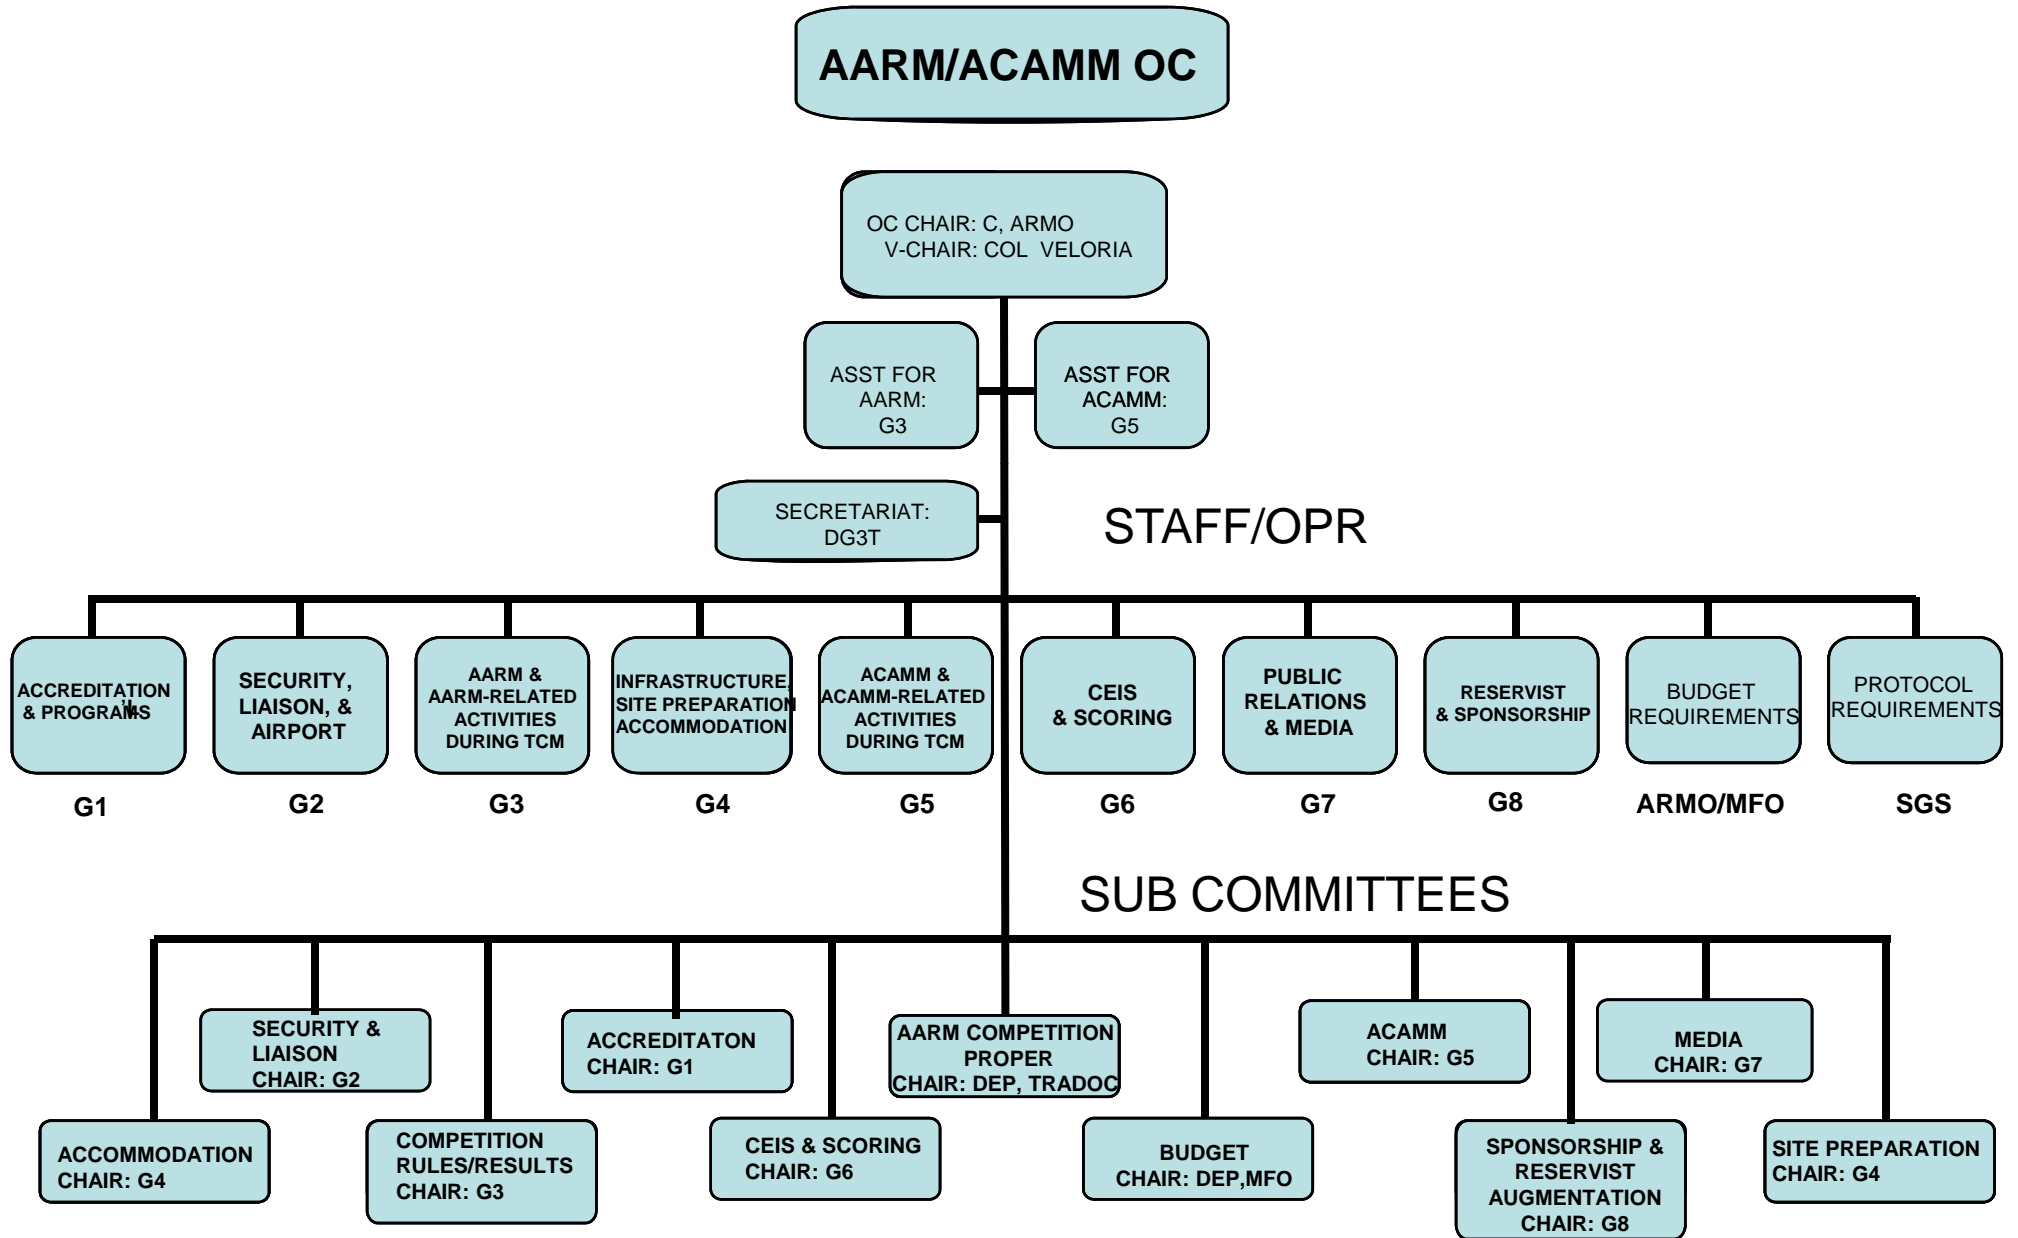 AARM/ACAMM OC
OC CHAIR: C, ARMO
V-CHAIR: COL VELORIA
ASST FOR
AARM:
G3
ASST FOR
ACAMM:
G5
SECRETARIAT:
DG3T
STAFF/OPR
ACCREDITATION
& PROGRAMS
SECURITY,
LIAISON, &
AIRPORT
AARM &
AARM-RELATED
ACTIVITIES
DURING TCM
INFRASTRUCTURE,
SITE PREPARATION
ACCOMMODATION
ACAMM &
ACAMM-RELATED
ACTIVITIES
DURING TCM
CEIS
& SCORING
PUBLIC
RELATIONS
& MEDIA
RESERVIST
& SPONSORSHIP
BUDGET
REQUIREMENTS
PROTOCOL
REQUIREMENTS
G1
G2
G3
G4
G5
G6
G7
G8
ARMO/MFO
SGS
SUB COMMITTEES
SECURITY &
LIAISON
CHAIR: G2
ACCREDITATON
CHAIR: G1
AARM COMPETITION
PROPER
CHAIR: DEP, TRADOC
ACAMM
CHAIR: G5
MEDIA
CHAIR: G7
ACCOMMODATION
CHAIR: G4
COMPETITION
RULES/RESULTS
CHAIR: G3
CEIS & SCORING
CHAIR: G6
BUDGET
CHAIR: DEP,MFO
SPONSORSHIP &
RESERVIST
AUGMENTATION
CHAIR: G8
SITE PREPARATION
CHAIR: G4